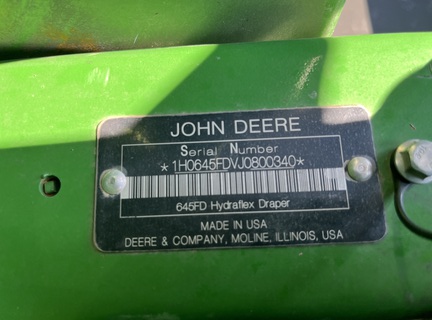 JOHN DEERE
Serial Number
*1H0645FDVJ0800340*
645FD Hydraflex Draper
MADE IN USA
DEERE & COMPANY, MOLINE, ILLINOIS, USA